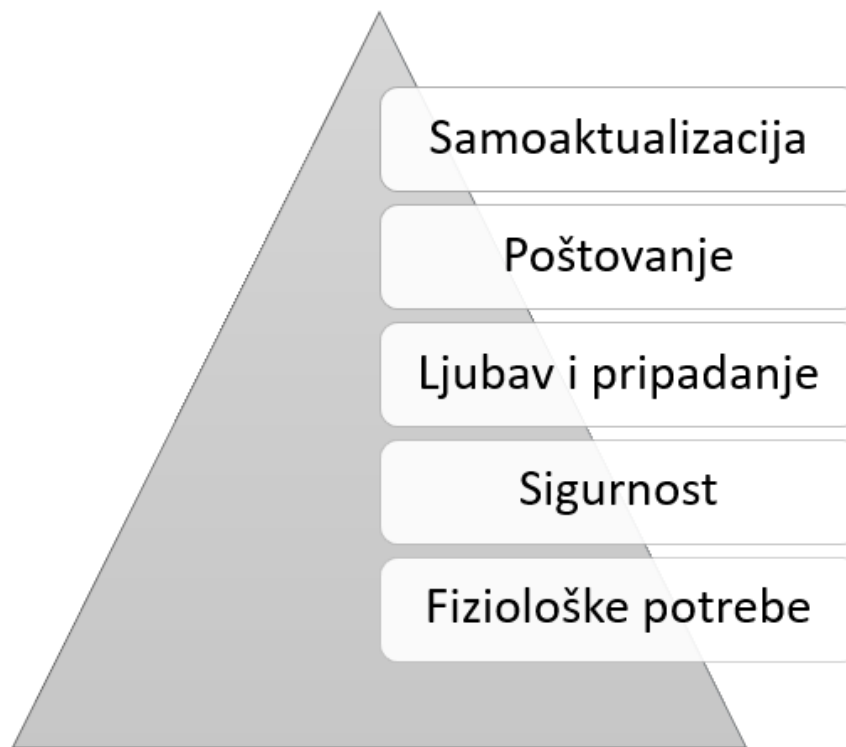 Samoaktualizacija
Poštovanje
Ljubav i pripadanje
Sigurnost
Fiziološke potrebe